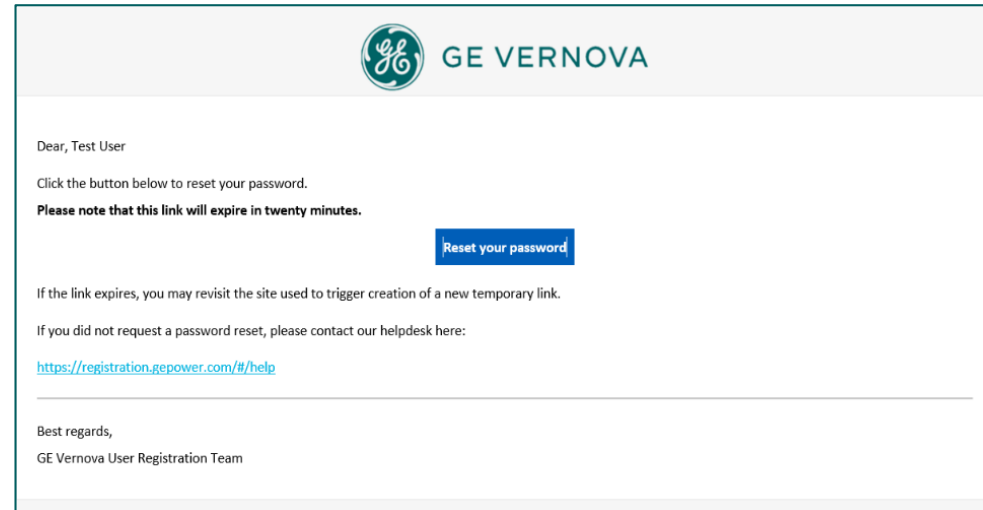 GE VERNOVA
Dear, Test User
Click the button below to reset your password.
Please note that this link will expire in twenty minutes.
Reset your password
If the link expires, you may revisit the site used to trigger creation of a new temporary link.
If you did not request a password reset, please contact our helpdesk here:
https://registration.gepower.com/#/help
Best regards,
GE Vernova User Registration Team